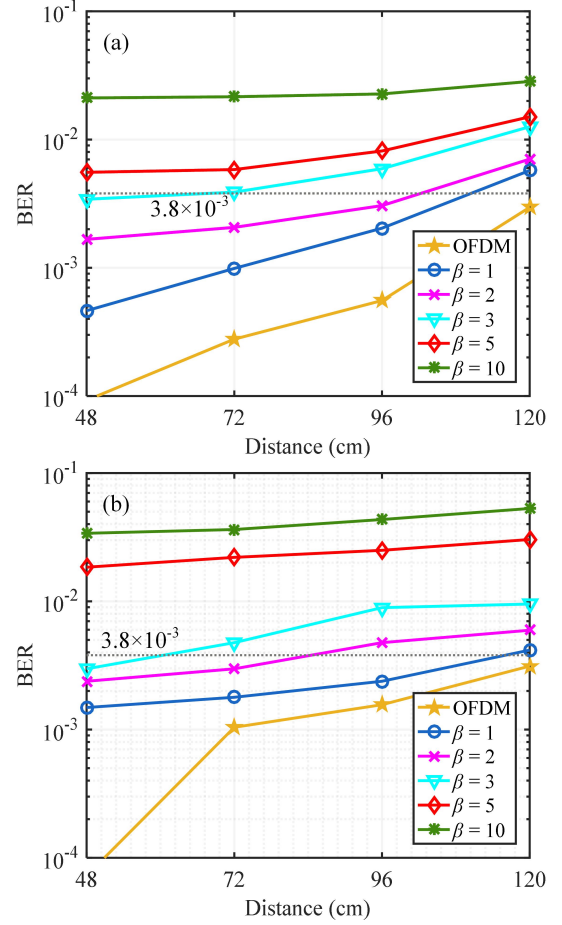 10^-1
(a)
10^-2
BER
3.8×10^-3
10^-3
OFDM
β = 1
β = 2
β = 3
β = 5
β = 10
10^-4
48 72 96 120
Distance (cm)
10^-1
(b)
10^-2
3.8×10^-3
BER
10^-3
OFDM
β = 1
β = 2
β = 3
β = 5
β = 10
10^-4
48 72 96 120
Distance (cm)